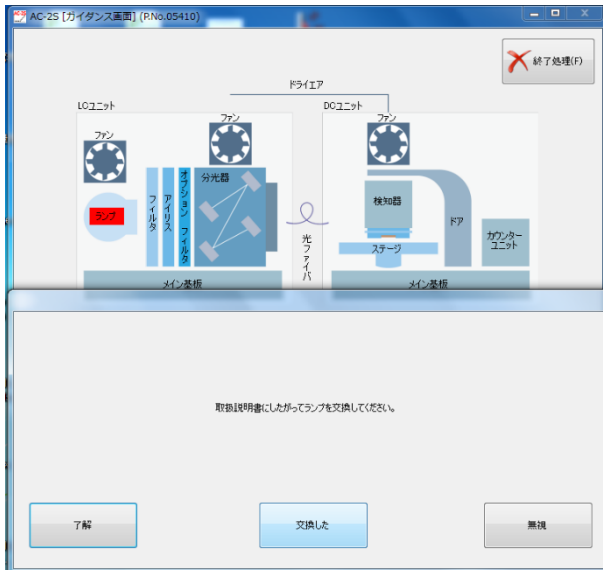 AC-2S [ガイダンス画面] (P.No.05410)
終了処理(F)
ドライエア
LCユニット
DCユニット
ファン
ファン
ファン
ランプ
フィルタ
アイリス
オプション フィルタ
分光器
光ファイバ
検知器
ステージ
ドア
カウンター
ユニット
メイン基板
メイン基板
取扱説明書にしたがってランプを交換してください。
了解
交換した
無視